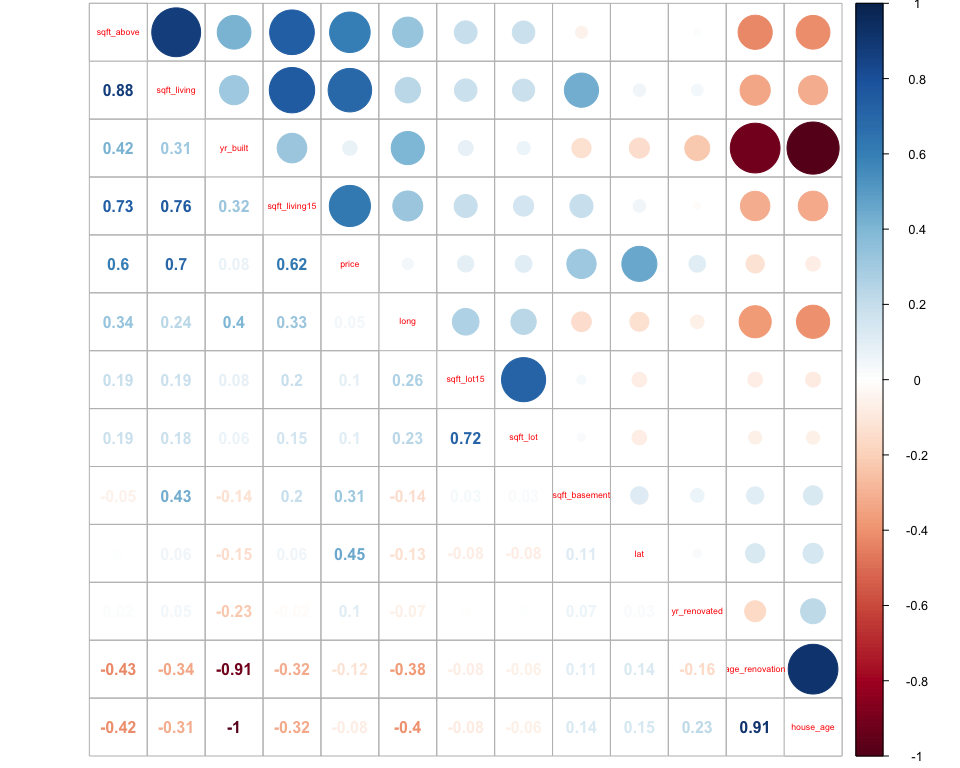 sqft_above
0.88 sqft_living
0.42 0.31 yr_built
0.73 0.76 0.32 sqft_living15
0.6 0.7 0.08 0.62 price
0.34 0.24 0.4 0.33 0.05 long
0.19 0.19 0.08 0.2 0.1 0.26 sqft_lot15
0.19 0.18 0.06 0.15 0.1 0.23 0.72 sqft_lot
-0.05 0.43 -0.14 0.2 0.31 -0.14 0.03 0.03 sqft_basement
0.06 -0.15 0.06 0.45 -0.13 -0.08 -0.08 0.11 lat
0.05 -0.23 0.1 -0.07 0.07 0.03 yr_renovated
-0.43 -0.34 -0.91 -0.32 -0.12 -0.38 -0.08 -0.06 0.11 0.14 -0.16 age_renovation
-0.42 -0.31 -1 -0.32 -0.08 -0.4 -0.08 -0.06 0.14 0.15 0.23 0.91 house_age
1
0.8
0.6
0.4
0.2
0
-0.2
-0.4
-0.6
-0.8
-1